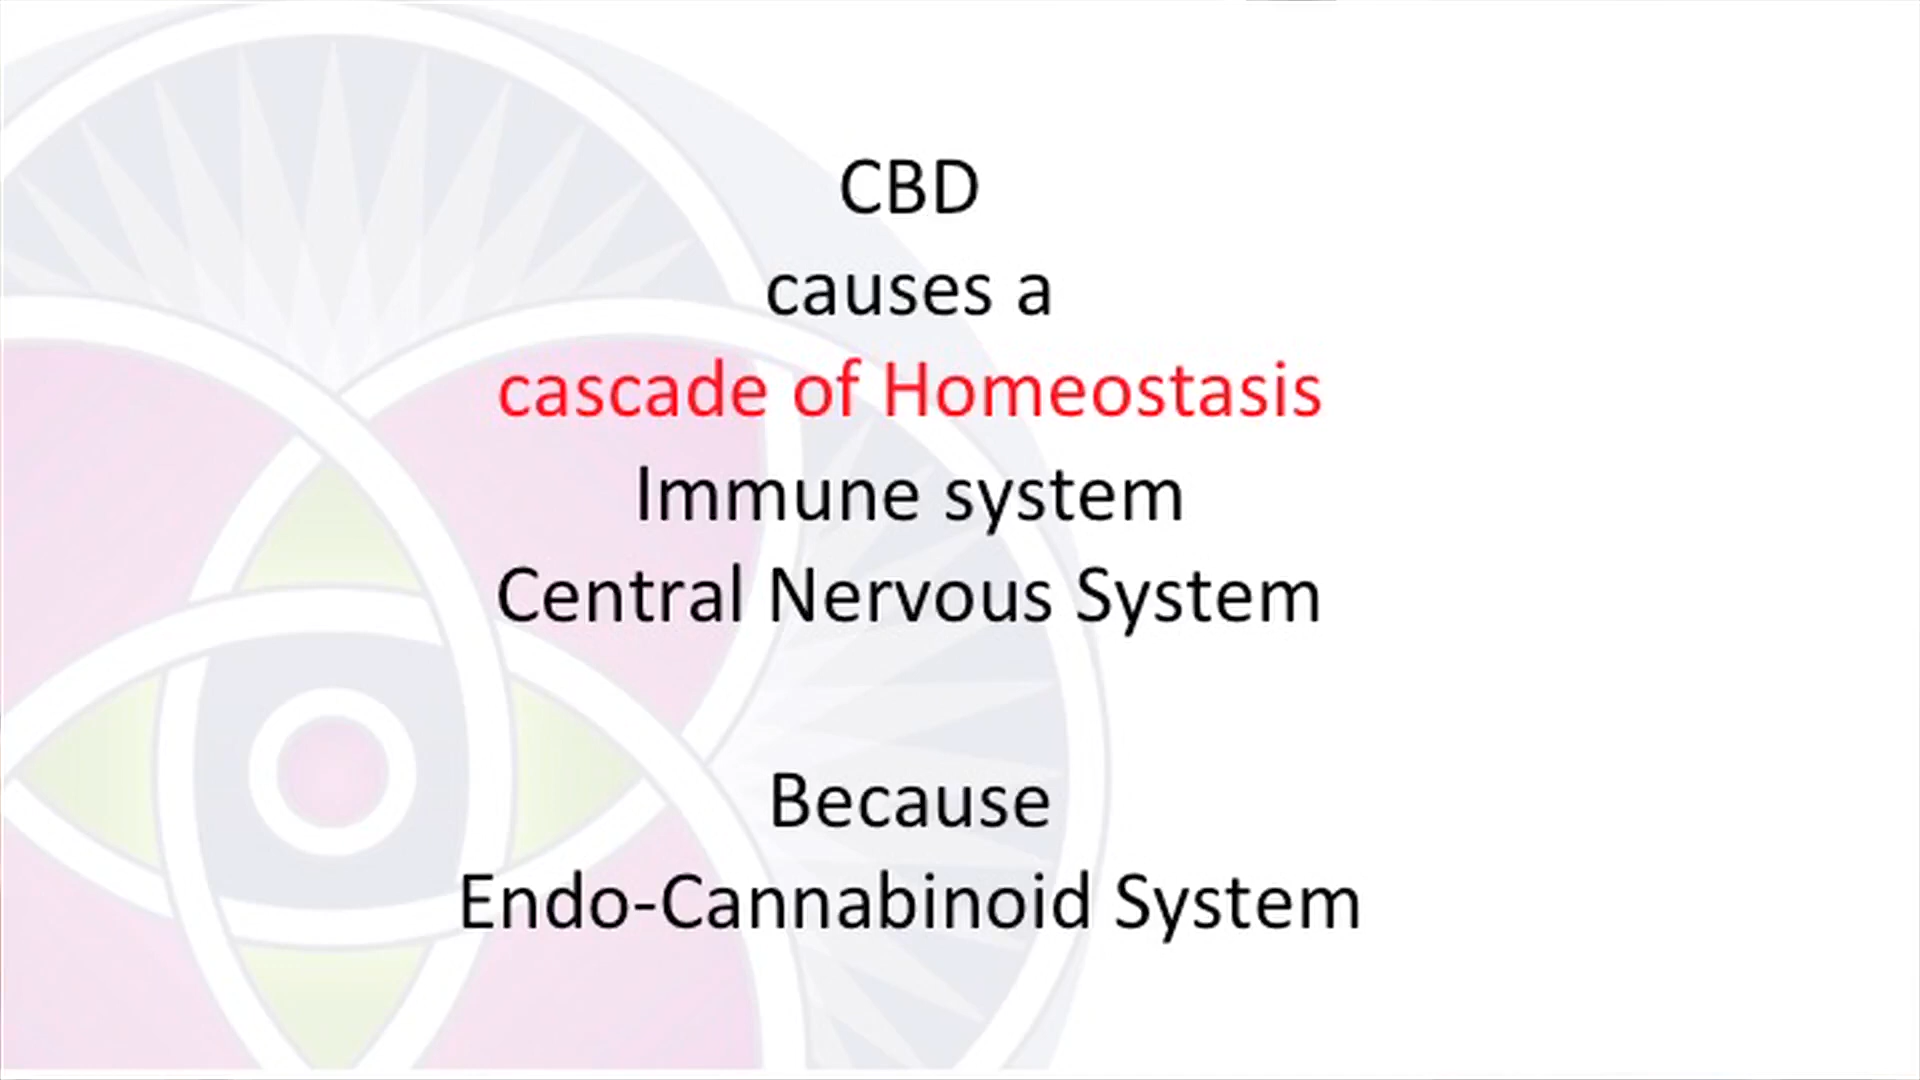 CBD
causes a
cascade of Homeostasis
Immune system
Central Nervous System
Because
Endo-Cannabinoid System